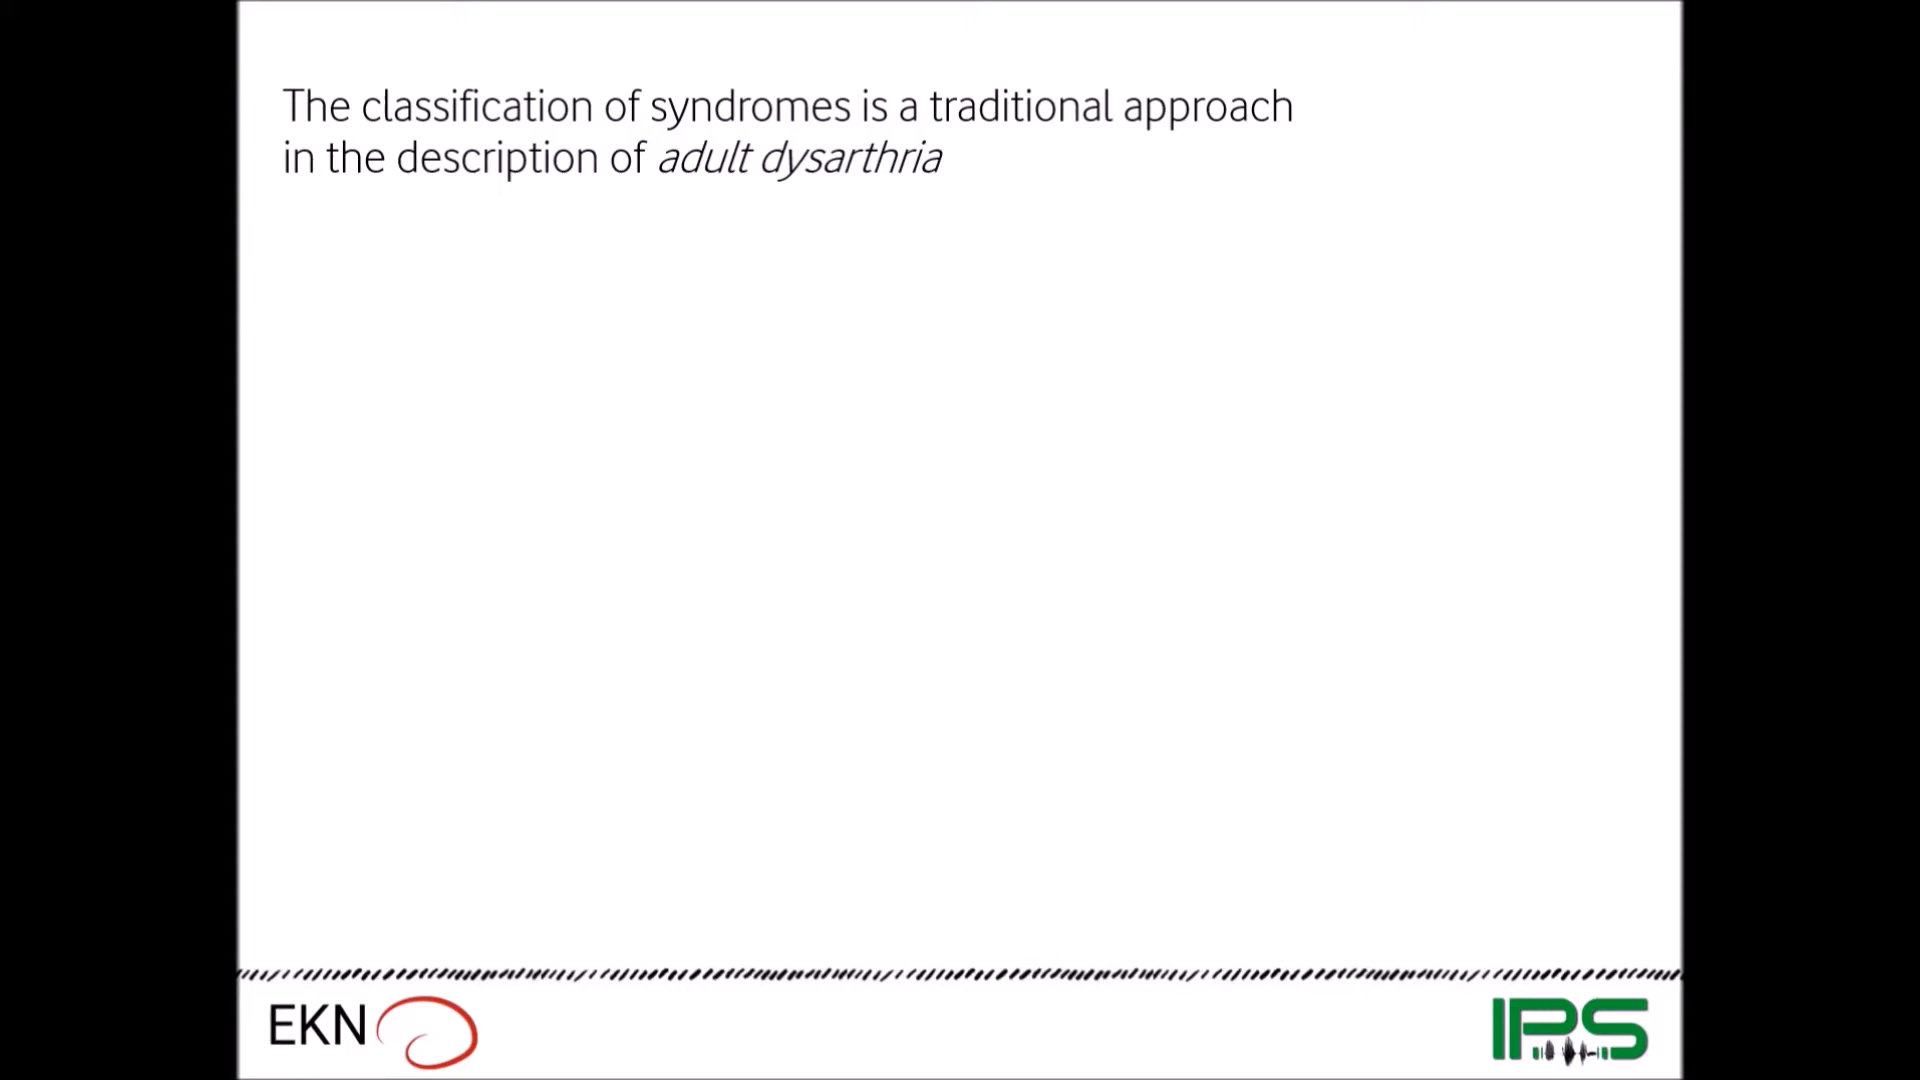 The classification of syndromes is a traditional approach
in the description of adult dysarthria
EKN
IPS